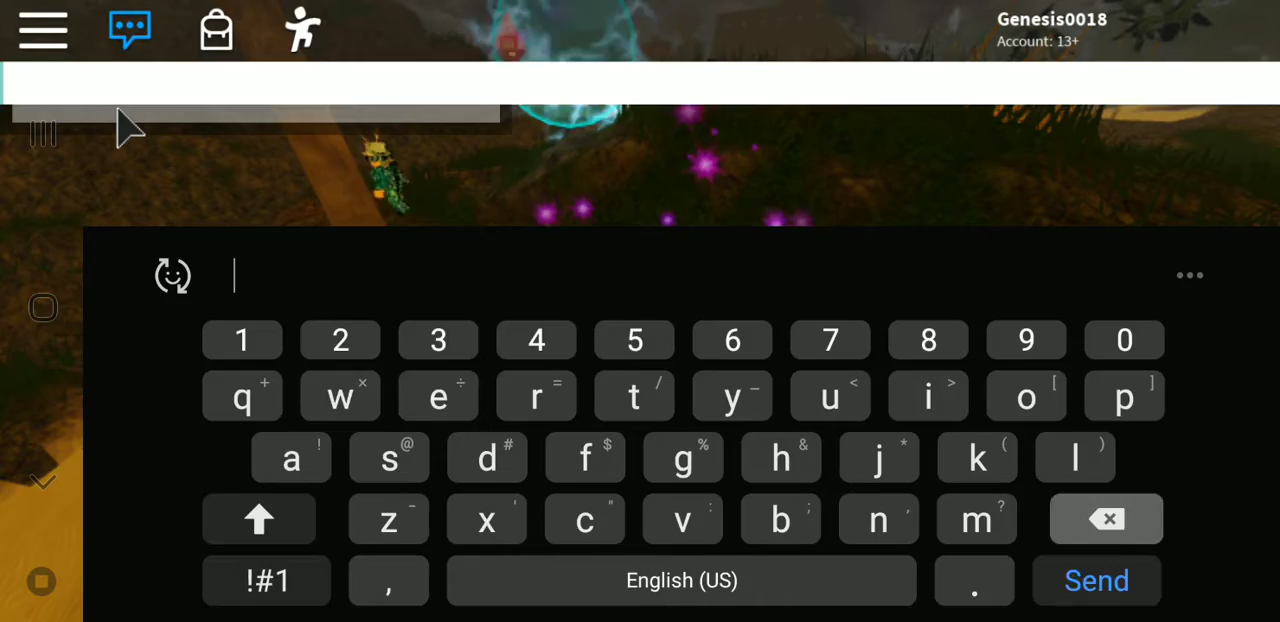 Genesis0018
Account: 13+
1 2 3 4 5 6 7 8 9 0
q + w × e ÷ r = t / y _ u < i > o [ p ]
a ! s @ d # f $ g % h & j * k ( l )
z - x ' c " v : b ; n , m ?
!#1 , English (US) . Send